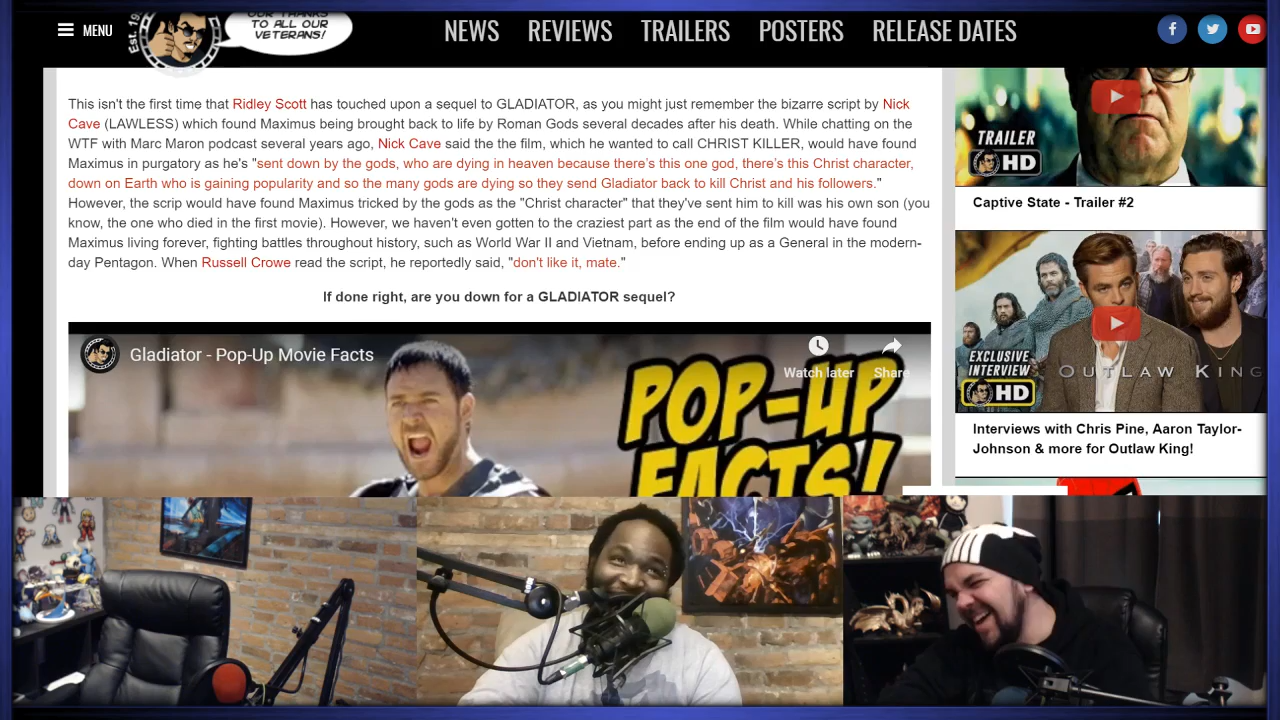 MENU
Est. 19
OUR THANKS
TO ALL OUR
VETERANS!
NEWS REVIEWS TRAILERS POSTERS RELEASE DATES
This isn't the first time that Ridley Scott has touched upon a sequel to GLADIATOR, as you might just remember the bizarre script by Nick
Cave (LAWLESS) which found Maximus being brought back to life by Roman Gods several decades after his death. While chatting on the
WTF with Marc Maron podcast several years ago, Nick Cave said the the film, which he wanted to call CHRIST KILLER, would have found
Maximus in purgatory as he's "sent down by the gods, who are dying in heaven because there's this one god, there's this Christ character,
down on Earth who is gaining popularity and so the many gods are dying so they send Gladiator back to kill Christ and his followers."
However, the scrip would have found Maximus tricked by the gods as the "Christ character" that they've sent him to kill was his own son (you
know, the one who died in the first movie). However, we haven't even gotten to the craziest part as the end of the film would have found
Maximus living forever, fighting battles throughout history, such as World War II and Vietnam, before ending up as a General in the modern-
day Pentagon. When Russell Crowe read the script, he reportedly said, "don't like it, mate."
If done right, are you down for a GLADIATOR sequel?
Gladiator - Pop-Up Movie Facts
Watch later
Share
POP-UP
FACTS!
TRAILER
HD
Captive State - Trailer #2
EXCLUSIVE
INTERVIEW
HD
OUTLAW KING
Interviews with Chris Pine, Aaron Taylor-
Johnson & more for Outlaw King!